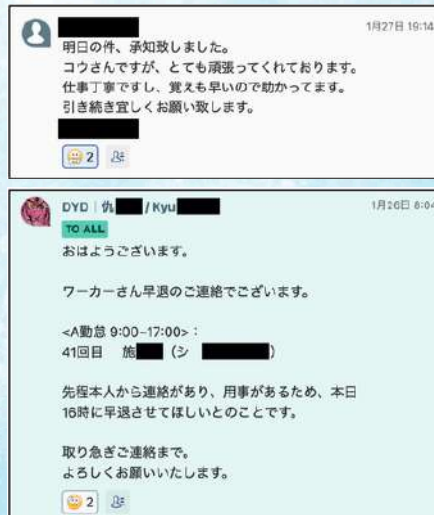 1月27日 19:14
明日の件、承知致しました。
コウさんですが、とても頑張ってくれております。
仕事丁寧ですし、覚えも早いので助かってます。
引き続き宜しくお願い致します。
2
DYD｜仇 / Kyu
1月26日 8:04
TO ALL
おはようございます。
ワーカーさん早退のご連絡でございます。
<A勤怠 9:00-17:00>：
41回目 施 （シ ）
先程本人から連絡があり、用事があるため、本日
16時に早退させてほしいとのことです。
取り急ぎご連絡まで。
よろしくお願いいたします。
2